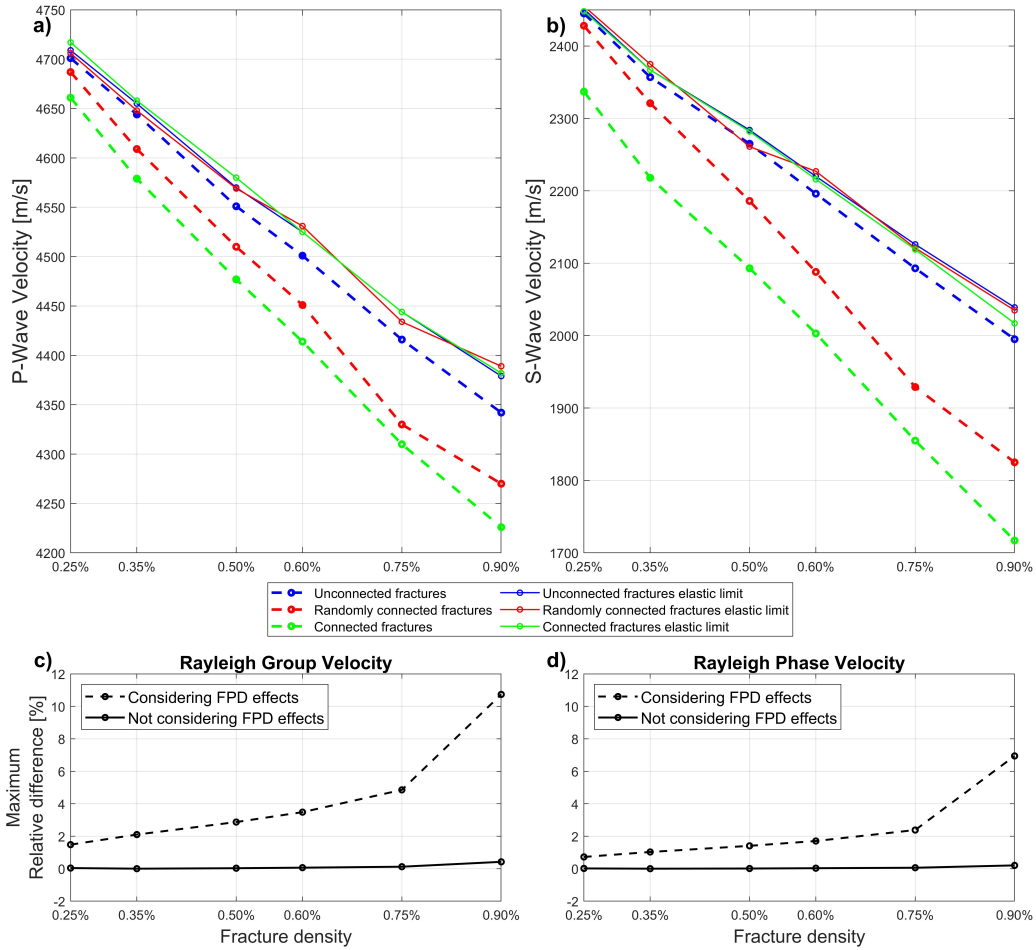 a)
4750
4700
4650
4600
4550
4500
4450
4400
4350
4300
4250
4200
P-Wave Velocity [m/s]
0.25% 0.35% 0.50% 0.60% 0.75% 0.90%
b)
2400
2300
2200
2100
2000
1900
1800
1700
S-Wave Velocity [m/s]
0.25% 0.35% 0.50% 0.60% 0.75% 0.90%
Unconnected fractures
Randomly connected fractures
Connected fractures
Unconnected fractures elastic limit
Randomly connected fractures elastic limit
Connected fractures elastic limit
c)
Rayleigh Group Velocity
12
10
8
6
4
2
0
-2
Maximum
Relative difference [%]
Considering FPD effects
Not considering FPD effects
0.25% 0.35% 0.50% 0.60% 0.75% 0.90%
Fracture density
d)
Rayleigh Phase Velocity
12
10
8
6
4
2
0
-2
Considering FPD effects
Not considering FPD effects
0.25% 0.35% 0.50% 0.60% 0.75% 0.90%
Fracture density